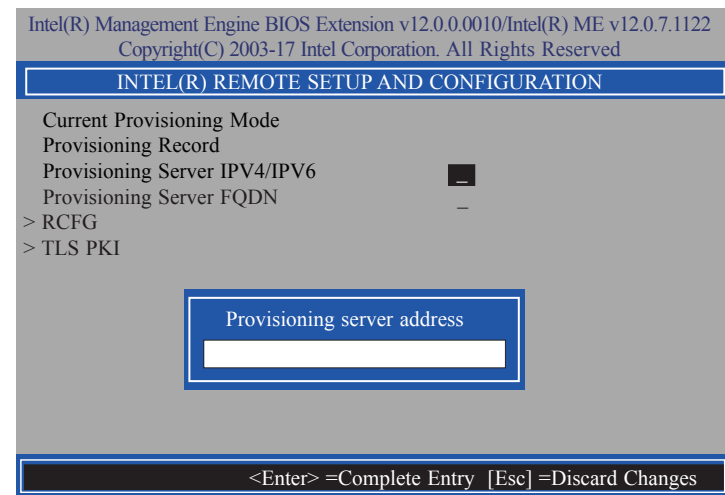 Intel(R) Management Engine BIOS Extension v12.0.0.0010/Intel(R) ME v12.0.7.1122
Copyright(C) 2003-17 Intel Corporation. All Rights Reserved
INTEL(R) REMOTE SETUP AND CONFIGURATION
Current Provisioning Mode
Provisioning Record
Provisioning Server IPV4/IPV6 _
Provisioning Server FQDN _
> RCFG
> TLS PKI
Provisioning server address
<Enter> =Complete Entry [Esc] =Discard Changes